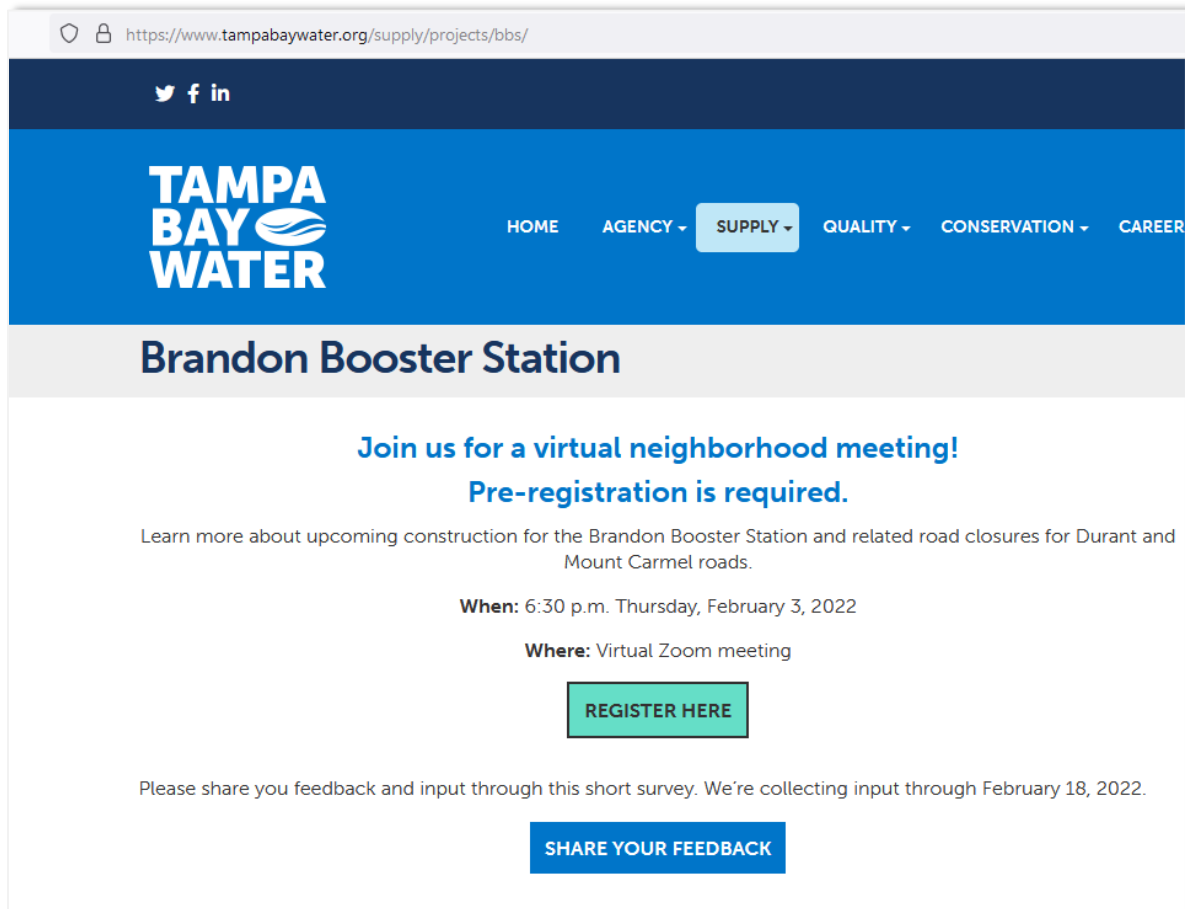 https://www.tampabaywater.org/supply/projects/bbs/
TAMPA
BAY
WATER
HOME AGENCY SUPPLY QUALITY CONSERVATION CAREER
Brandon Booster Station
Join us for a virtual neighborhood meeting!
Pre-registration is required.
Learn more about upcoming construction for the Brandon Booster Station and related road closures for Durant and
Mount Carmel roads.
When: 6:30 p.m. Thursday, February 3, 2022
Where: Virtual Zoom meeting
REGISTER HERE
Please share you feedback and input through this short survey. We're collecting input through February 18, 2022.
SHARE YOUR FEEDBACK